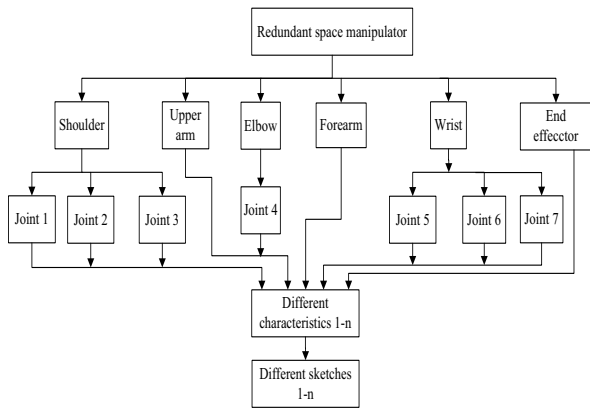 Redundant space manipulator
Shoulder
Upper
arm
Elbow
Forearm
Wrist
End
effecctor
Joint 1
Joint 2
Joint 3
Joint 4
Joint 5
Joint 6
Joint 7
Different
characteristics 1-n
Different sketches
1-n